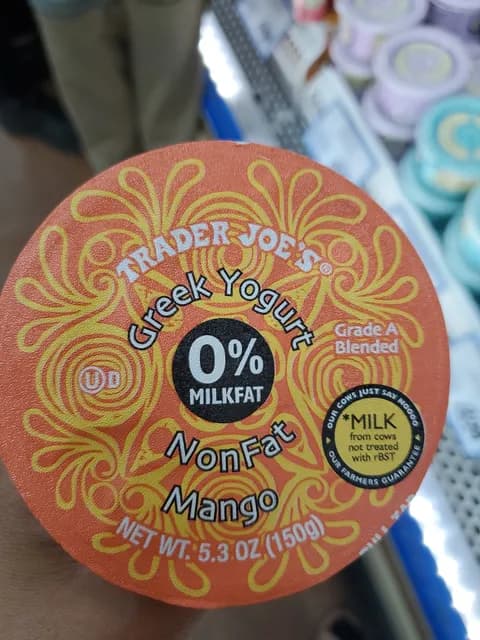 TRADER JOE'S®
Greek Yogurt
0%
MILKFAT
Grade A
Blended
UD
NonFat
Mango
NET WT. 5.3 OZ (150g)
OUR COWS JUST SAY NOOOO
*MILK
from cows
not treated
with rBST
OUR FARMERS GUARANTEE